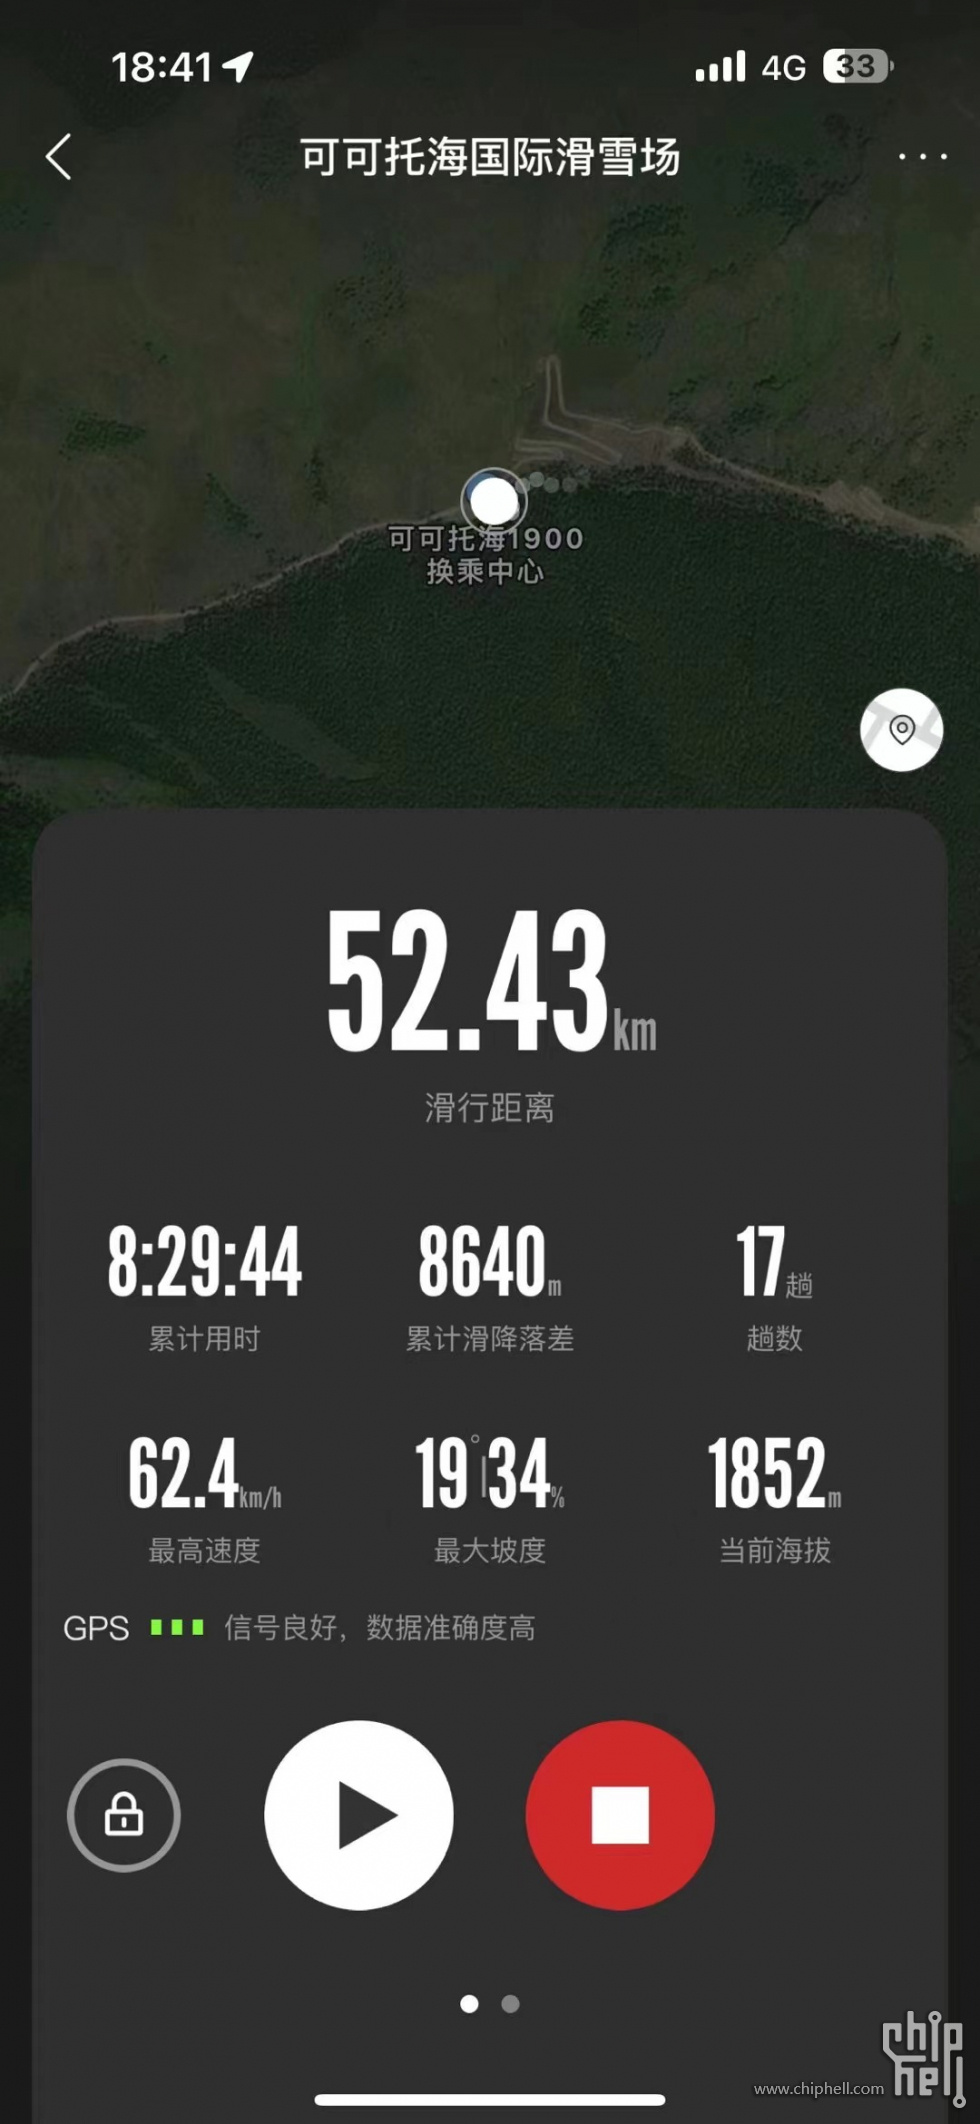 18:41 4G 33
可可托海国际滑雪场
可可托海1900
换乘中心
52.43km
滑行距离
8:29:44 8640m 17趟
累计用时 累计滑降落差 趟数
62.4km/h 19°|34% 1852m
最高速度 最大坡度 当前海拔
GPS 信号良好，数据准确度高
chip
hell
www.chiphell.com